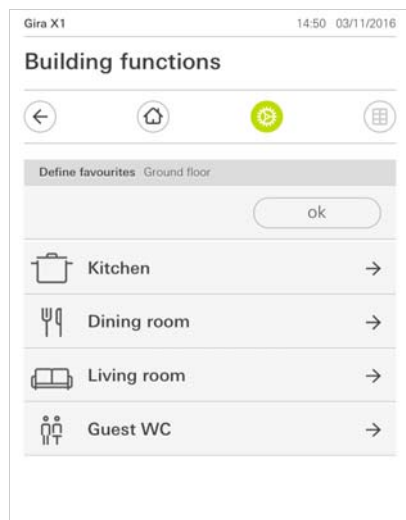 Gira X1 14:50 03/11/2016
Building functions
Define favourites Ground floor
ok
Kitchen
Dining room
Living room
Guest WC